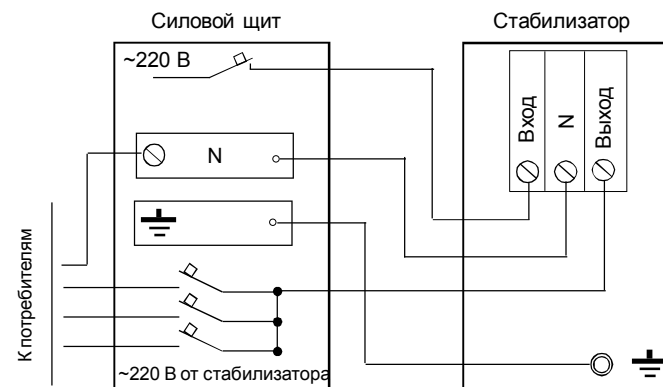 Силовой щит
Стабилизатор
~220 В
Вход
N
Выход
N
К потребителям
~220 В от стабилизатора